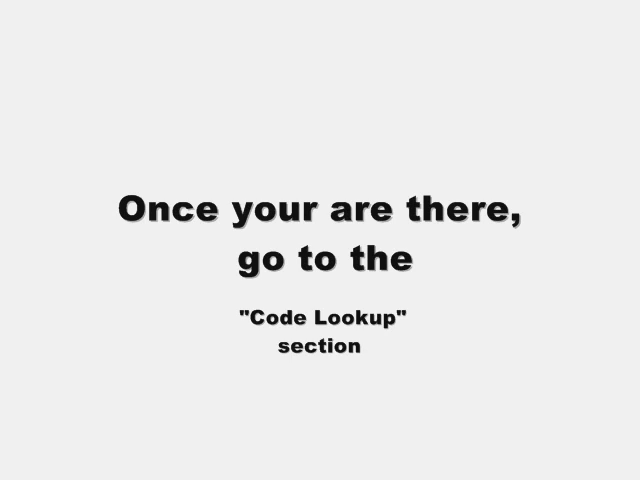 Once your are there,
go to the
"Code Lookup"
section